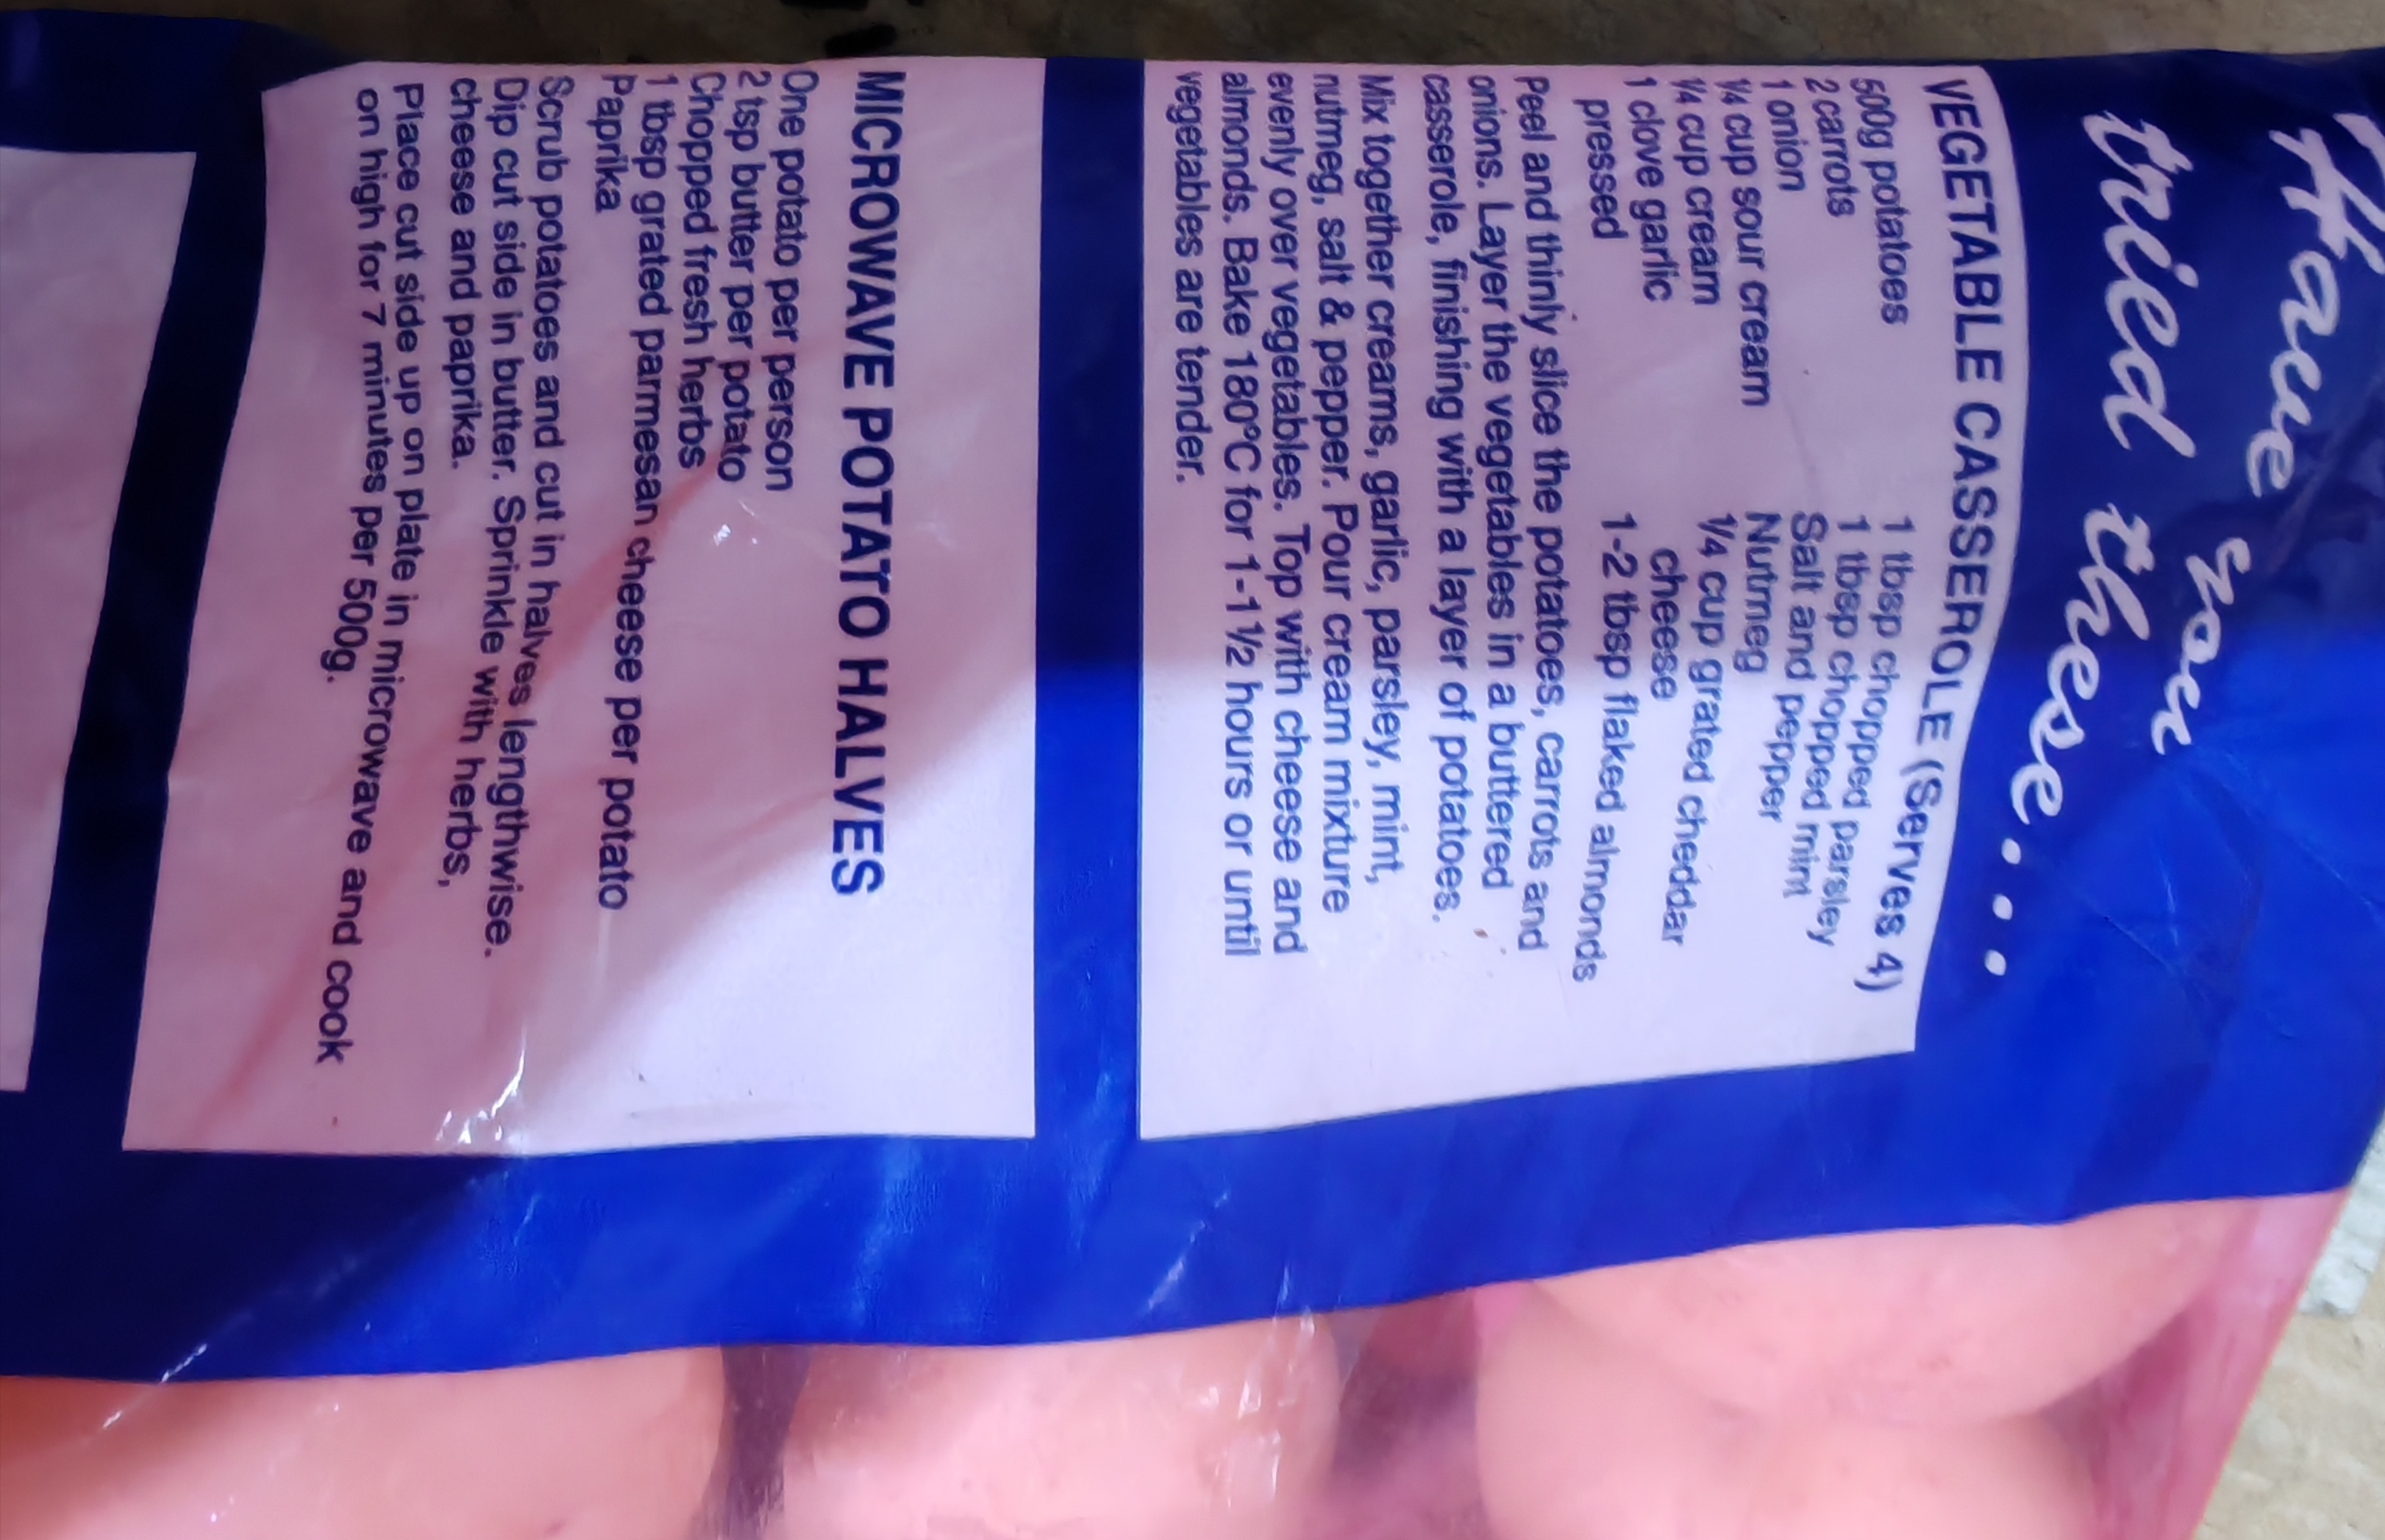 Have you
tried these...
VEGETABLE CASSEROLE (Serves 4)
500g potatoes
2 carrots
1 onion
¼ cup sour cream
¼ cup cream
1 clove garlic
pressed
1 tbsp chopped parsley
1 tbsp chopped mint
Salt and pepper
Nutmeg
¼ cup grated cheddar
cheese
1-2 tbsp flaked almonds
Peel and thinly slice the potatoes, carrots and
onions. Layer the vegetables in a buttered
casserole, finishing with a layer of potatoes.
Mix together creams, garlic, parsley, mint,
nutmeg, salt & pepper. Pour cream mixture
evenly over vegetables. Top with cheese and
almonds. Bake 180ºC for 1-1½ hours or until
vegetables are tender.
MICROWAVE POTATO HALVES
One potato per person
2 tsp butter per potato
Chopped fresh herbs
1 tbsp grated parmesan cheese per potato
Paprika
Scrub potatoes and cut in halves lengthwise.
Dip cut side in butter. Sprinkle with herbs,
cheese and paprika.
Place cut side up on plate in microwave and cook
on high for 7 minutes per 500g.